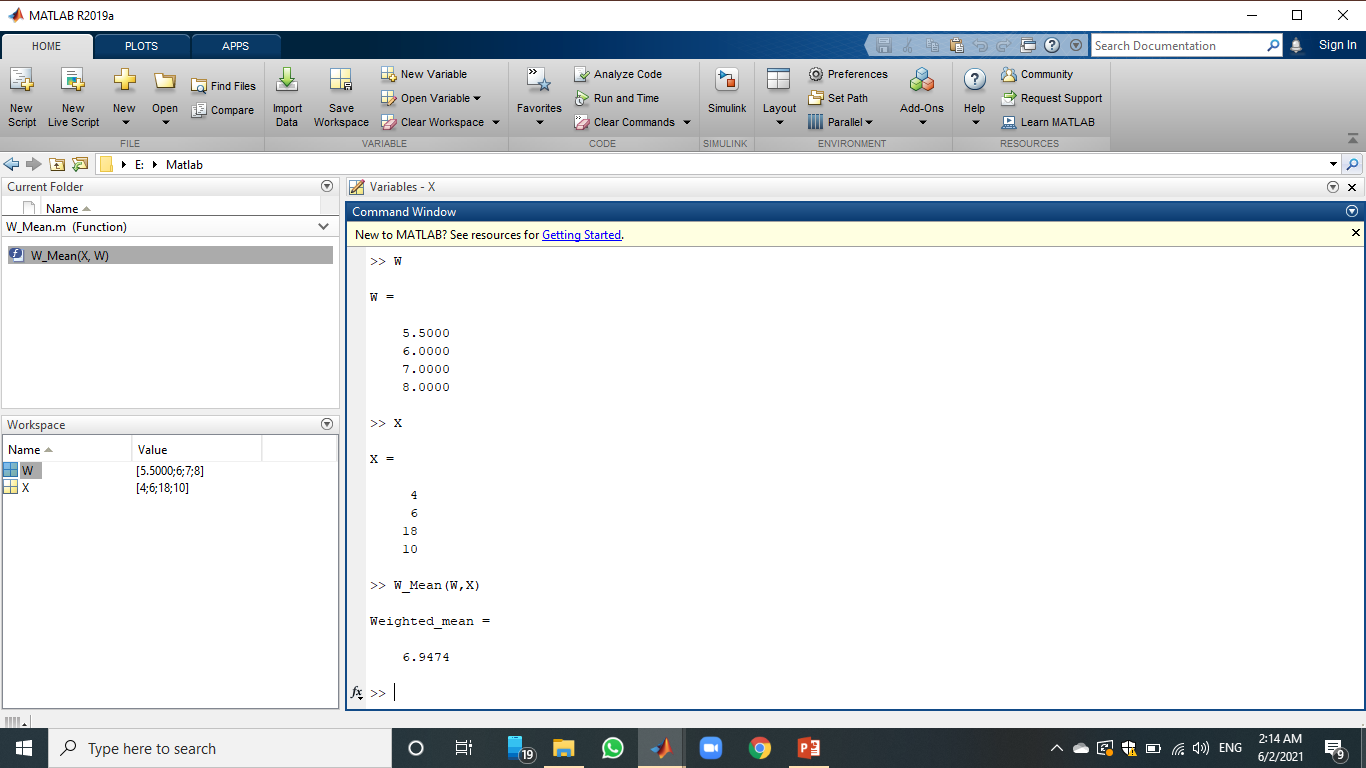 MATLAB R2019a
HOME PLOTS APPS
Search Documentation
Sign In
New Script
New Live Script
New
Open
Find Files
Compare
Import Data
Save Workspace
New Variable
Open Variable
Clear Workspace
Favorites
Analyze Code
Run and Time
Clear Commands
Simulink
Layout
Preferences
Set Path
Parallel
Add-Ons
Help
Community
Request Support
Learn MATLAB
FILE VARIABLE CODE SIMULINK ENVIRONMENT RESOURCES
E: Matlab
Current Folder
Name
W_Mean.m (Function)
W_Mean(X, W)
Workspace
Name Value
W [5.5000;6;7;8]
X [4;6;18;10]
Variables - X
Command Window
New to MATLAB? See resources for Getting Started.
>> W
W =
5.5000
6.0000
7.0000
8.0000
>> X
X =
4
6
18
10
>> W_Mean(W,X)
Weighted_mean =
6.9474
fx >>
Type here to search
19
ENG
2:14 AM
6/2/2021
9